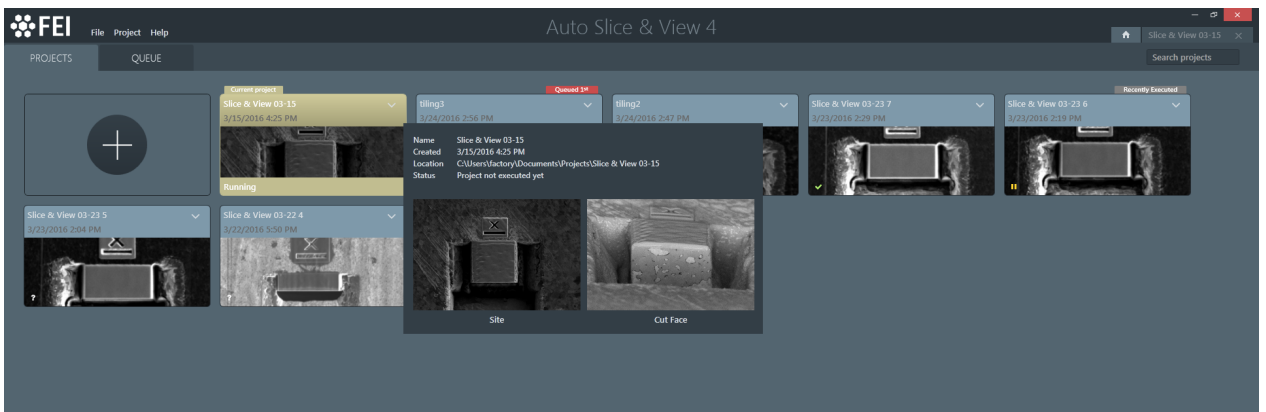 FEI
File Project Help
Auto Slice & View 4
Slice & View 03-15
PROJECTS
QUEUE
Search projects
Current project
Slice & View 03-15
3/15/2016 4:25 PM
Running
Queued 1st
tiling3
3/24/2016 2:56 PM
tiling2
3/24/2016 2:47 PM
Slice & View 03-23 7
3/23/2016 2:29 PM
Recently Executed
Slice & View 03-23 6
3/23/2016 2:19 PM
Name Slice & View 03-15
Created 3/15/2016 4:25 PM
Location C:\Users\factory\Documents\Projects\Slice & View 03-15
Status Project not executed yet
Site
Cut Face
Slice & View 03-23 5
3/23/2016 2:04 PM
?
Slice & View 03-22 4
3/22/2016 5:50 PM
?